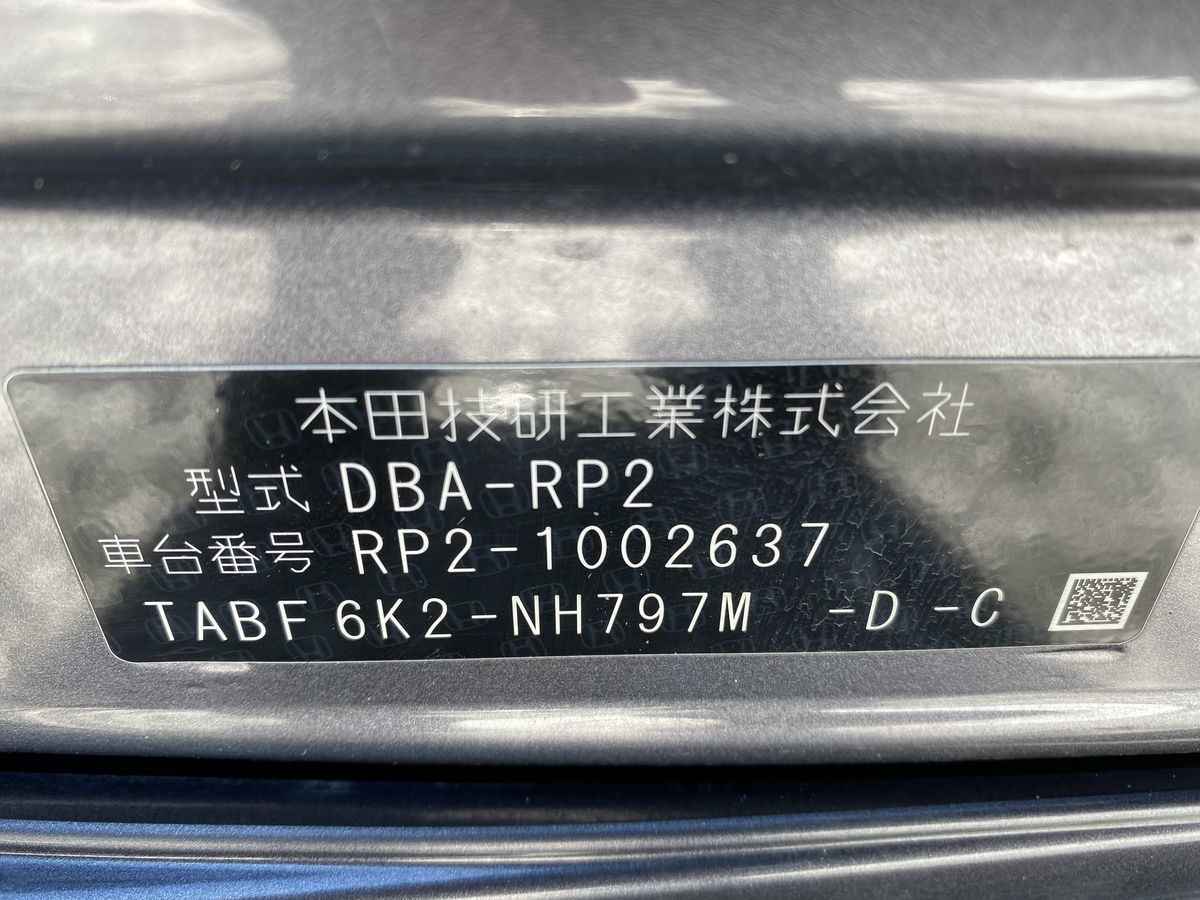 本田技研工業株式会社
型式 DBA-RP2
車台番号 RP2-1002637
TABF6K2-NH797M -D -C